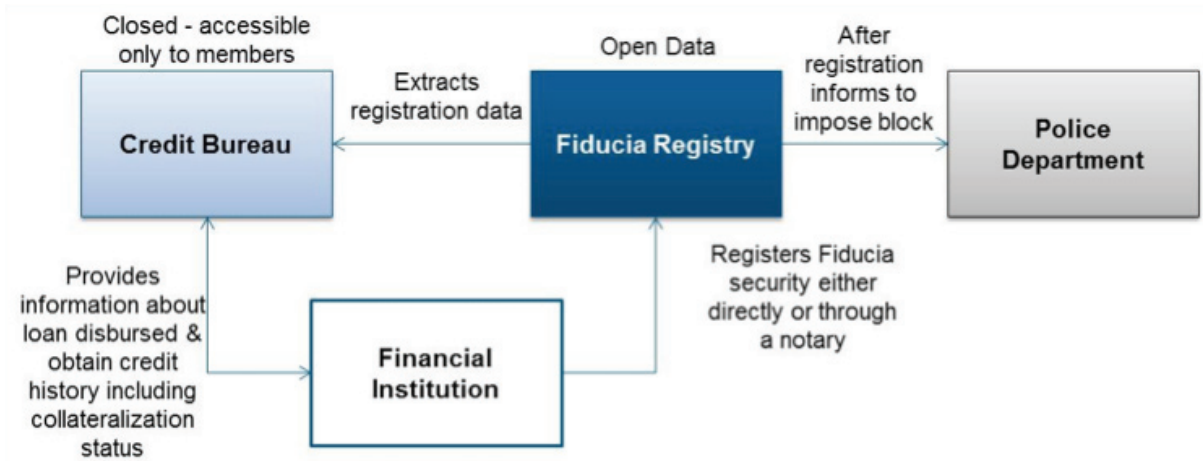 Closed - accessible
only to members
Credit Bureau
Extracts
registration data
Open Data
Fiducia Registry
After
registration
informs to
impose block
Police
Department
Provides
information about
loan disbursed &
obtain credit
history including
collateralization
status
Financial
Institution
Registers Fiducia
security either
directly or through
a notary